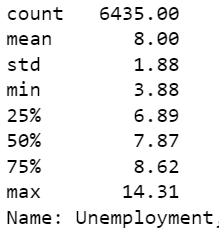 count 6435.00
mean 8.00
std 1.88
min 3.88
25% 6.89
50% 7.87
75% 8.62
max 14.31
Name: Unemployment,